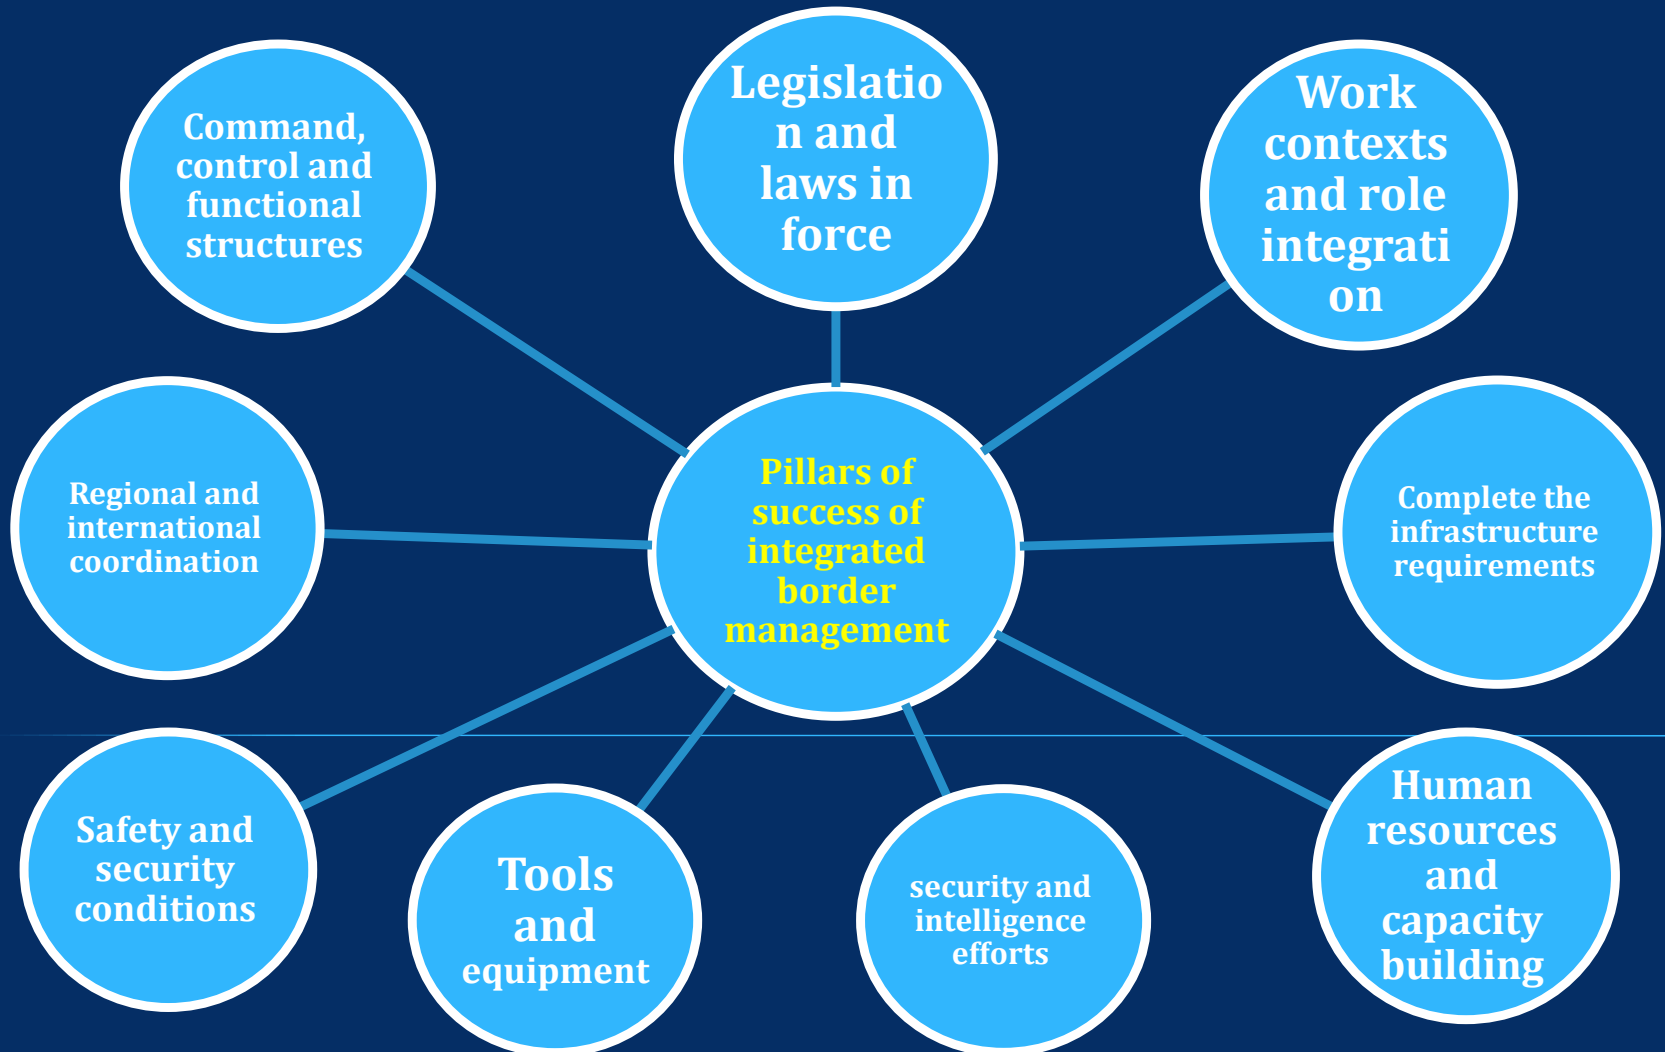 Legislatio
n and
laws in
force
Work
contexts
and role
integrati
on
Complete the
infrastructure
requirements
Human
resources
and
capacity
building
security and
intelligence
efforts
Tools
and
equipment
Safety and
security
conditions
Regional and
international
coordination
Command,
control and
functional
structures
Pillars of
success of
integrated
border
management